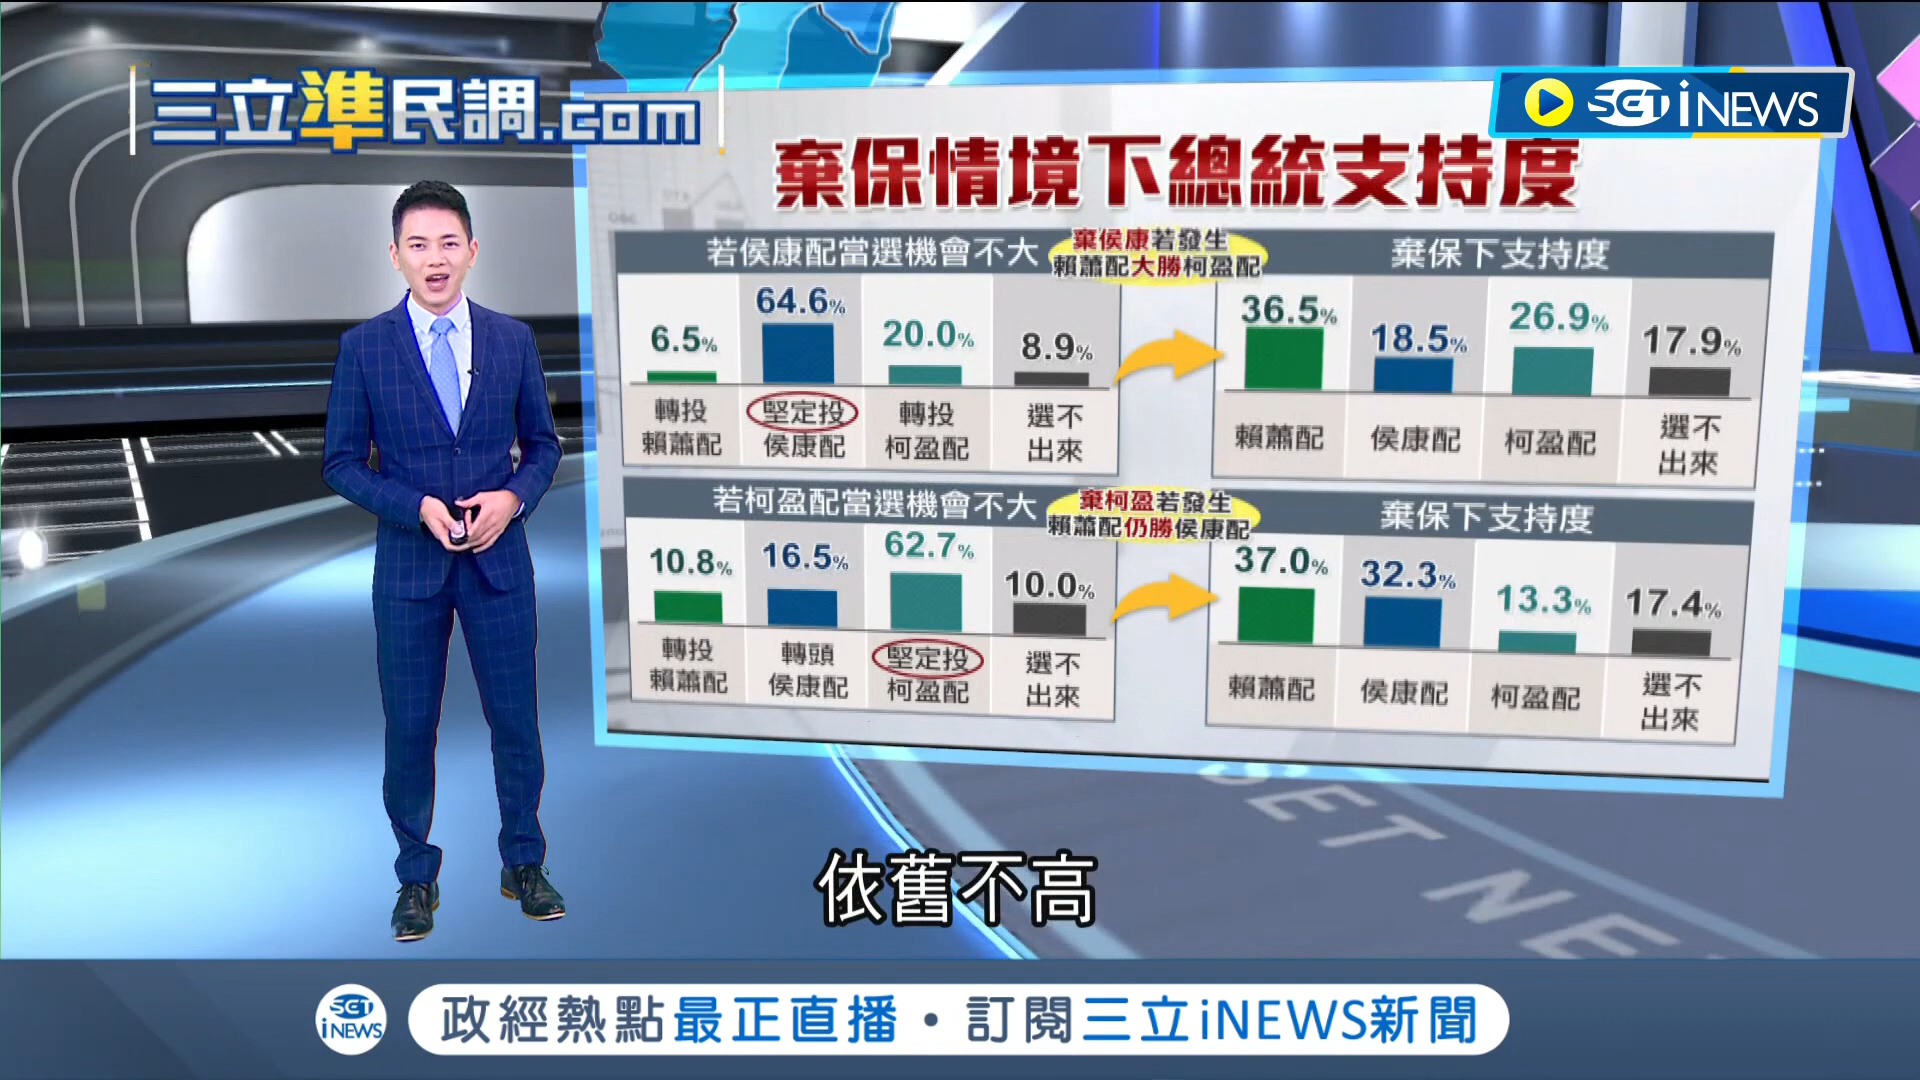 三立準民調.com
SET iNEWS
棄保情境下總統支持度
若侯康配當選機會不大
棄侯康若發生
賴蕭配大勝柯盈配
棄保下支持度
6.5%
64.6%
20.0%
8.9%
轉投
賴蕭配
堅定投
侯康配
轉投
柯盈配
選不
出來
36.5%
18.5%
26.9%
17.9%
賴蕭配
侯康配
柯盈配
選不
出來
若柯盈配當選機會不大
棄柯盈若發生
賴蕭配仍勝侯康配
棄保下支持度
10.8%
16.5%
62.7%
10.0%
轉投
賴蕭配
轉頭
侯康配
堅定投
柯盈配
選不
出來
37.0%
32.3%
13.3%
17.4%
賴蕭配
侯康配
柯盈配
選不
出來
SET NE
依舊不高
SET
iNEWS
政經熱點最正直播・訂閱三立iNEWS新聞